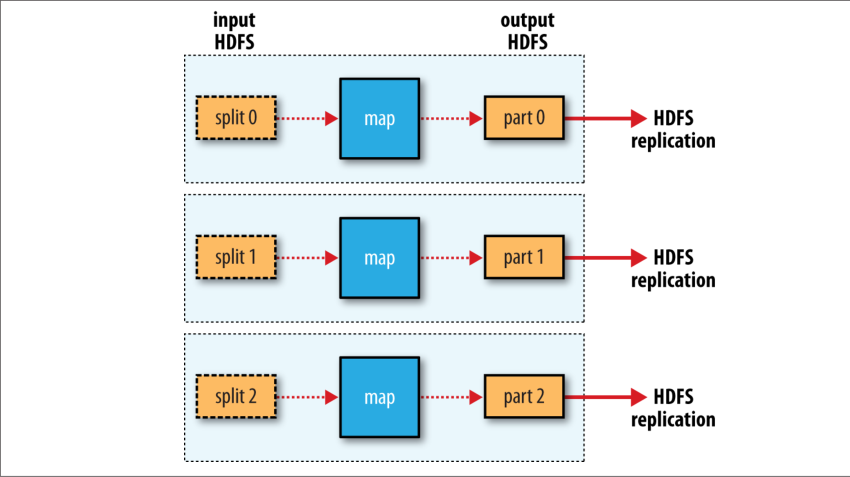 input
HDFS
output
HDFS
split 0
map
part 0
HDFS
replication
split 1
map
part 1
HDFS
replication
split 2
map
part 2
HDFS
replication